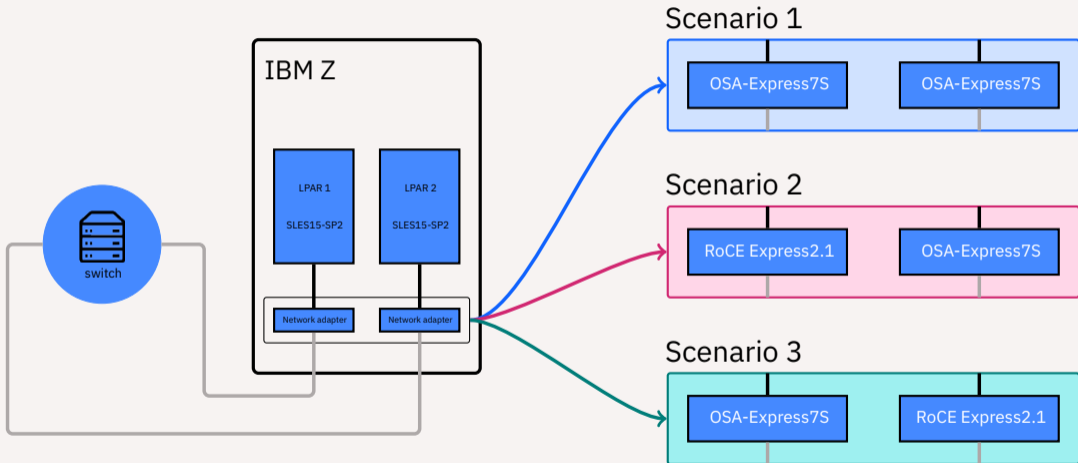 Scenario 1
IBM Z
OSA-Express7S
OSA-Express7S
LPAR 1
LPAR 2
SLES15-SP2
SLES15-SP2
Scenario 2
RoCE Express2.1
OSA-Express7S
switch
Network adapter
Network adapter
Scenario 3
OSA-Express7S
RoCE Express2.1